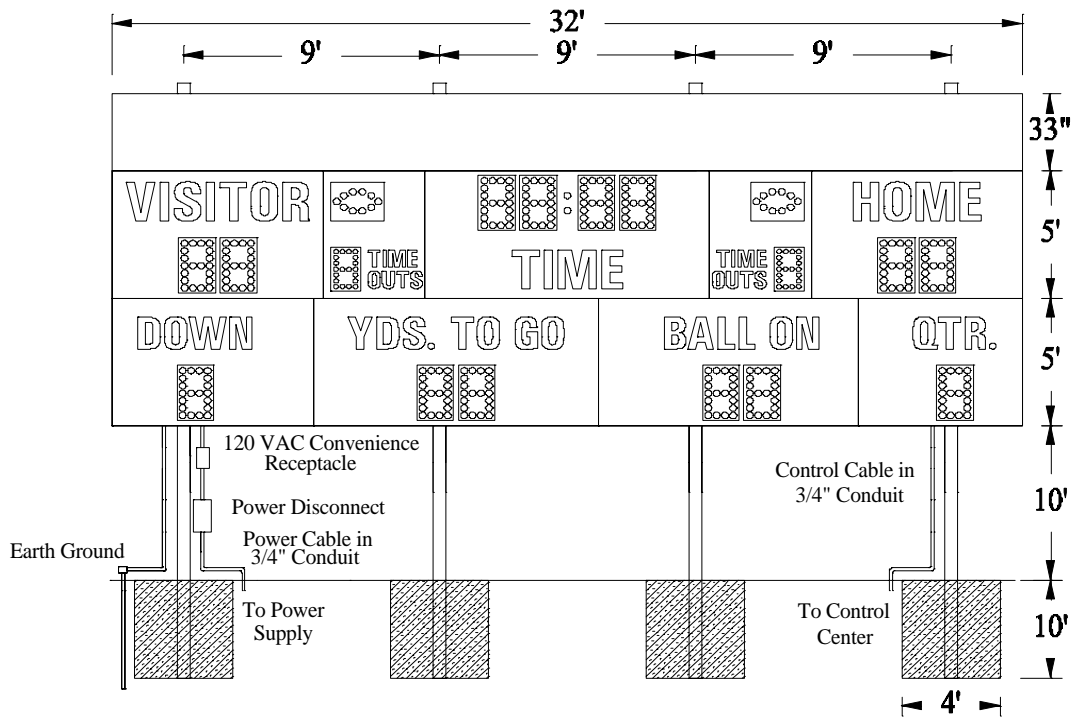 32'
9' 9' 9'
33"
VISITOR
HOME
5'
TIME
OUTS
TIME
TIME
OUTS
DOWN
YDS. TO GO
BALL ON
QTR.
5'
120 VAC Convenience
Receptacle
Power Disconnect
Power Cable in
3/4" Conduit
Control Cable in
3/4" Conduit
10'
Earth Ground
To Power
Supply
To Control
Center
10'
4'